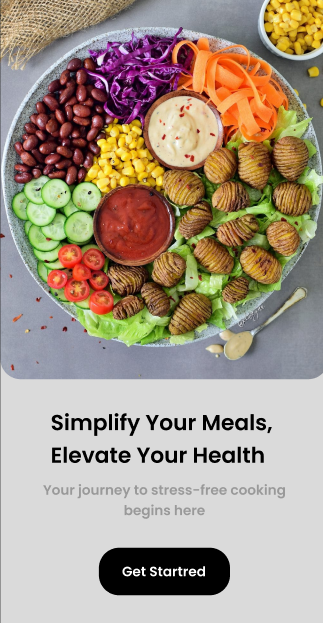 Simplify Your Meals,
Elevate Your Health
Your journey to stress-free cooking
begins here
Get Startred